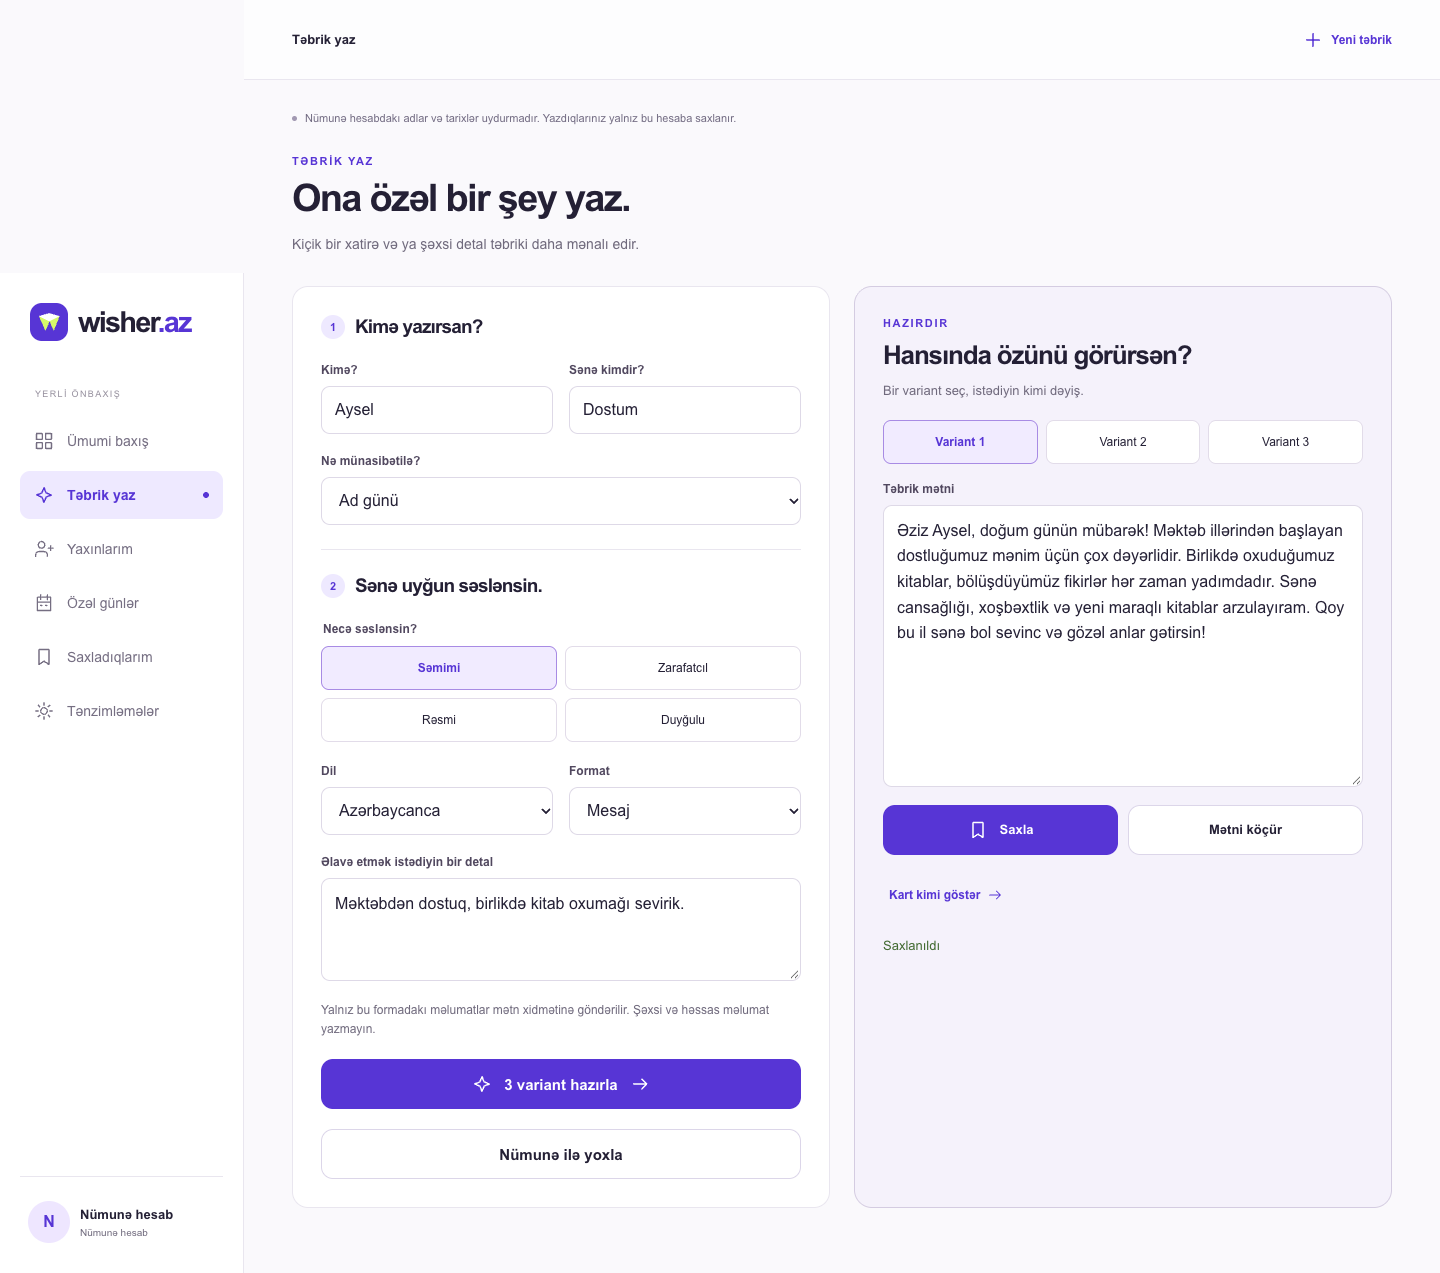 Təbrik yaz
Yeni təbrik
Nümunə hesabdakı adlar və tarixlər uydurmadır. Yazdıqlarınız yalnız bu hesaba saxlanır.
TƏBRİK YAZ
Ona özəl bir şey yaz.
Kiçik bir xatirə və ya şəxsi detal təbriki daha mənalı edir.
wisher.az
YERLİ ÖNBAXIŞ
Ümumi baxış
Təbrik yaz
Yaxınlarım
Özəl günlər
Saxladıqlarım
Tənzimləmələr
N
Nümunə hesab
Nümunə hesab
1
Kimə yazırsan?
Kimə?
Sənə kimdir?
Aysel
Dostum
Nə münasibətilə?
Ad günü
2
Sənə uyğun səslənsin.
Necə səslənsin?
Səmimi
Zarafatcıl
Rəsmi
Duyğulu
Dil
Format
Azərbaycanca
Mesaj
Əlavə etmək istədiyin bir detal
Məktəbdən dostuq, birlikdə kitab oxumağı sevirik.
Yalnız bu formadakı məlumatlar mətn xidmətinə göndərilir. Şəxsi və həssas məlumat
yazmayın.
3 variant hazırla
Nümunə ilə yoxla
HAZIRDIR
Hansında özünü görürsən?
Bir variant seç, istədiyin kimi dəyiş.
Variant 1
Variant 2
Variant 3
Təbrik mətni
Əziz Aysel, doğum günün mübarək! Məktəb illərindən başlayan
dostluğumuz mənim üçün çox dəyərlidir. Birlikdə oxuduğumuz
kitablar, bölüşdüyümüz fikirlər hər zaman yadımdadır. Sənə
cansağlığı, xoşbəxtlik və yeni maraqlı kitablar arzulayıram. Qoy
bu il sənə bol sevinc və gözəl anlar gətirsin!
Saxla
Mətni köçür
Kart kimi göstər
Saxlanıldı